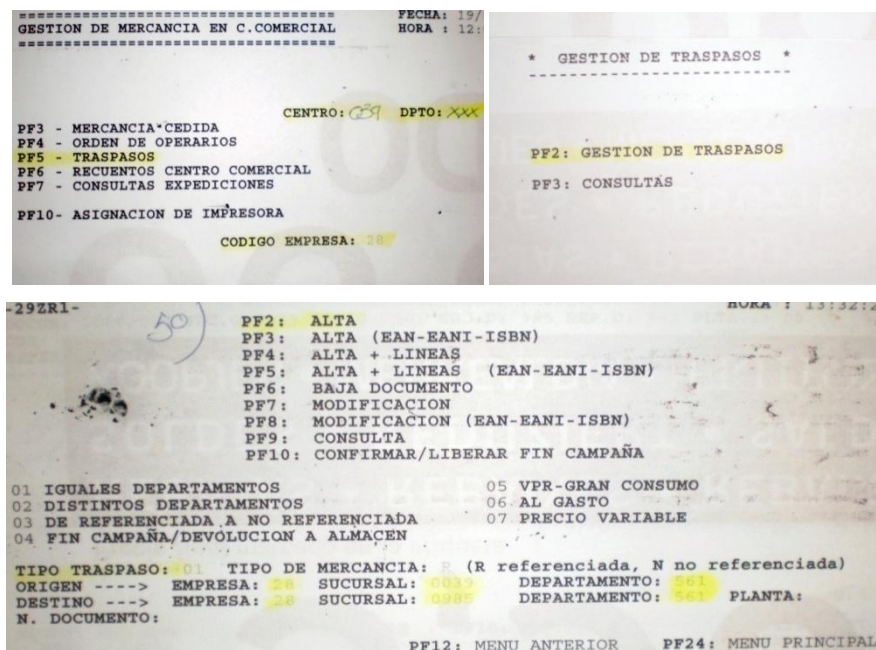 =================================
GESTION DE MERCANCIA EN C.COMERCIAL
=================================
FECHA: 19/
HORA : 12:
CENTRO: 039 DPTO: XXX
PF3 - MERCANCIA CEDIDA
PF4 - ORDEN DE OPERARIOS
PF5 - TRASPASOS
PF6 - RECUENTOS CENTRO COMERCIAL
PF7 - CONSULTAS EXPEDICIONES
PF10- ASIGNACION DE IMPRESORA
CODIGO EMPRESA: 28
* GESTION DE TRASPASOS *
-----------------------------
PF2: GESTION DE TRASPASOS
PF3: CONSULTAS
-29ZR1-
HORA : 13:32:2
50
PF2: ALTA
PF3: ALTA (EAN-EANI-ISBN)
PF4: ALTA + LINEAS
PF5: ALTA + LINEAS (EAN-EANI-ISBN)
PF6: BAJA DOCUMENTO
PF7: MODIFICACION
PF8: MODIFICACION (EAN-EANI-ISBN)
PF9: CONSULTA
PF10: CONFIRMAR/LIBERAR FIN CAMPAÑA
01 IGUALES DEPARTAMENTOS 05 VPR-GRAN CONSUMO
02 DISTINTOS DEPARTAMENTOS 06 AL GASTO
03 DE REFERENCIADA A NO REFERENCIADA 07 PRECIO VARIABLE
04 FIN CAMPAÑA/DEVOLUCION A ALMACEN
TIPO TRASPASO: 01 TIPO DE MERCANCIA: R (R referenciada, N no referenciada)
ORIGEN ----> EMPRESA: 28 SUCURSAL: 0039 DEPARTAMENTO: 561
DESTINO ---> EMPRESA: 28 SUCURSAL: 0985 DEPARTAMENTO: 561 PLANTA:
N. DOCUMENTO:
PF12: MENU ANTERIOR PF24: MENU PRINCIPAL